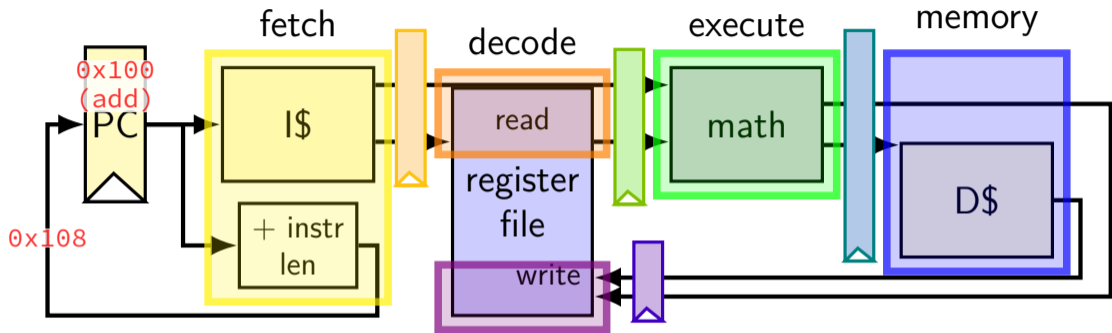 fetch
decode
execute
memory
0x100
(add)
PC
I$
read
math
register
file
D$
0x108
+ instr
len
write